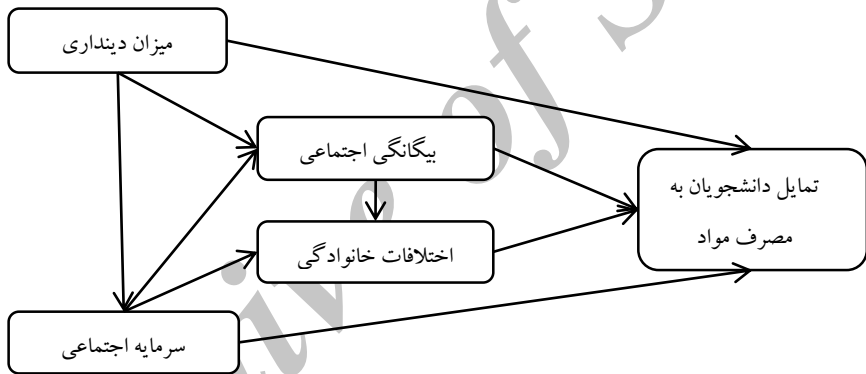 میزان دینداری
بیگانگی اجتماعی
تمایل دانشجویان به
مصرف مواد
اختلافات خانوادگی
سرمایه اجتماعی